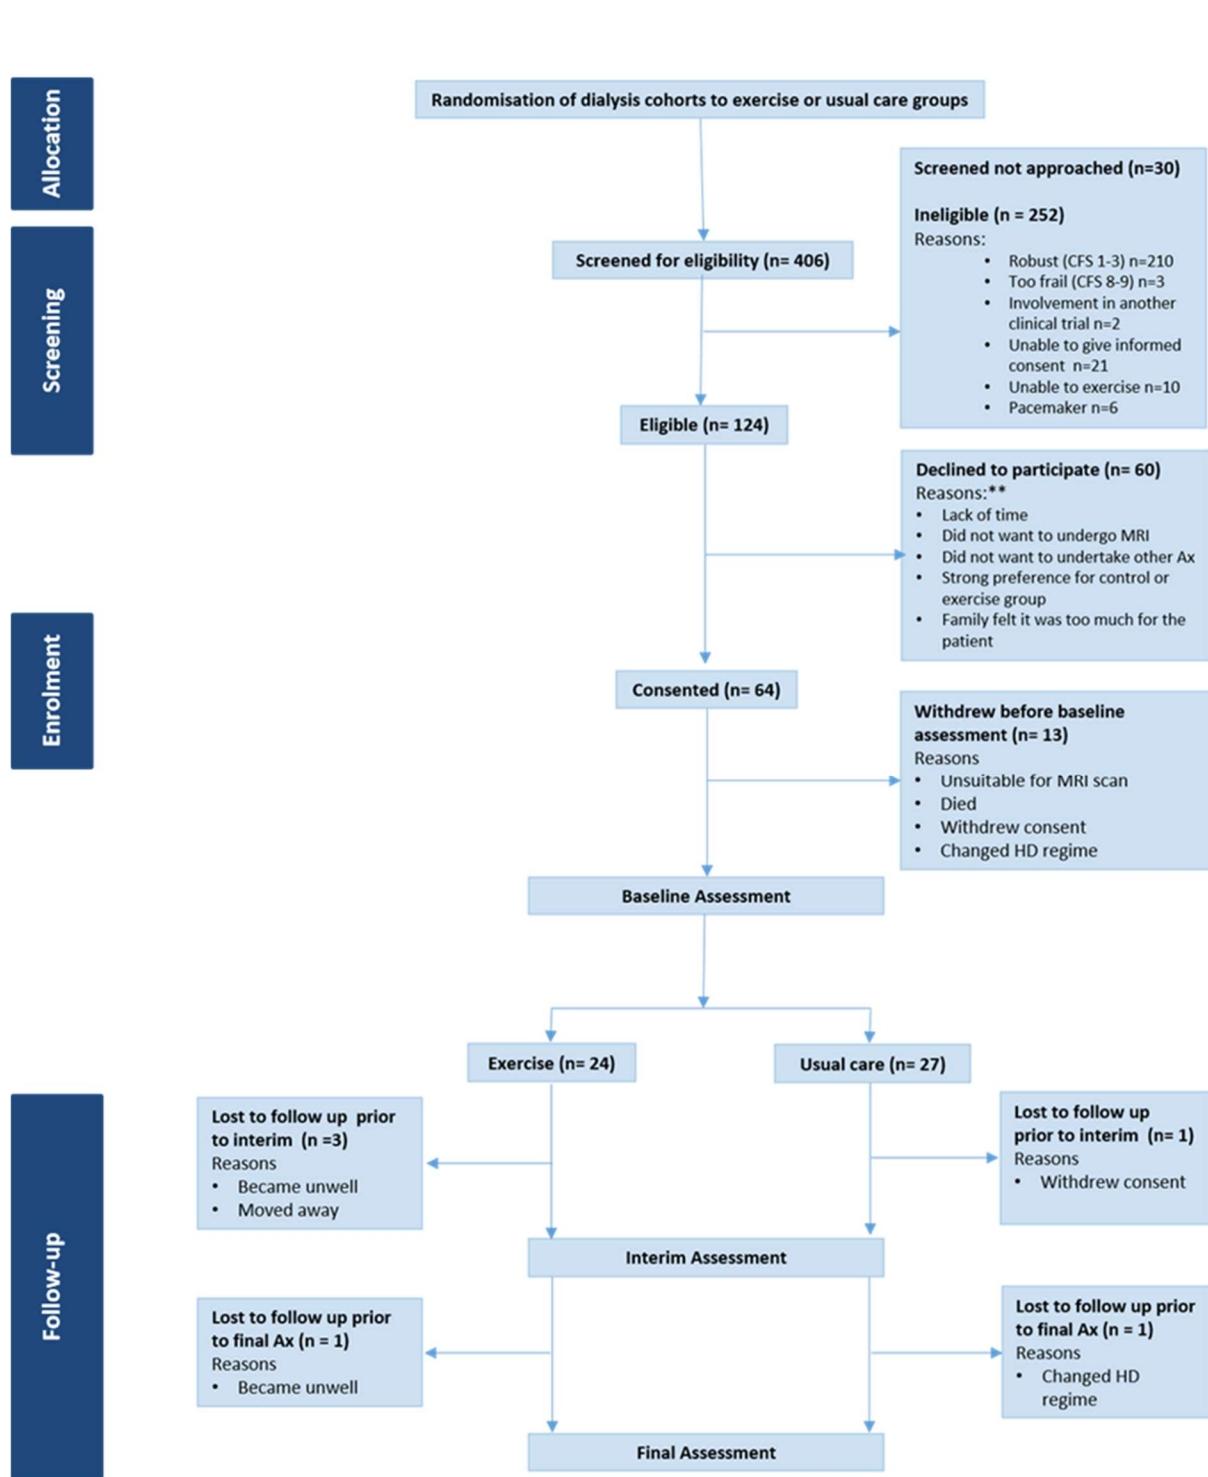 Allocation
Randomisation of dialysis cohorts to exercise or usual care groups
Screened not approached (n=30)
Ineligible (n = 252)
Reasons:
• Robust (CFS 1-3) n=210
• Too frail (CFS 8-9) n=3
• Involvement in another
clinical trial n=2
• Unable to give informed
consent n=21
• Unable to exercise n=10
• Pacemaker n=6
Screening
Screened for eligibility (n= 406)
Eligible (n= 124)
Declined to participate (n= 60)
Reasons:**
• Lack of time
• Did not want to undergo MRI
• Did not want to undertake other Ax
• Strong preference for control or
exercise group
• Family felt it was too much for the
patient
Enrolment
Consented (n= 64)
Withdrew before baseline
assessment (n= 13)
Reasons
• Unsuitable for MRI scan
• Died
• Withdrew consent
• Changed HD regime
Baseline Assessment
Exercise (n= 24)
Usual care (n= 27)
Follow-up
Lost to follow up prior
to interim (n =3)
Reasons
• Became unwell
• Moved away
Lost to follow up
prior to interim (n= 1)
Reasons
• Withdrew consent
Interim Assessment
Lost to follow up prior
to final Ax (n = 1)
Reasons
• Became unwell
Lost to follow up prior
to final Ax (n = 1)
Reasons
• Changed HD
regime
Final Assessment